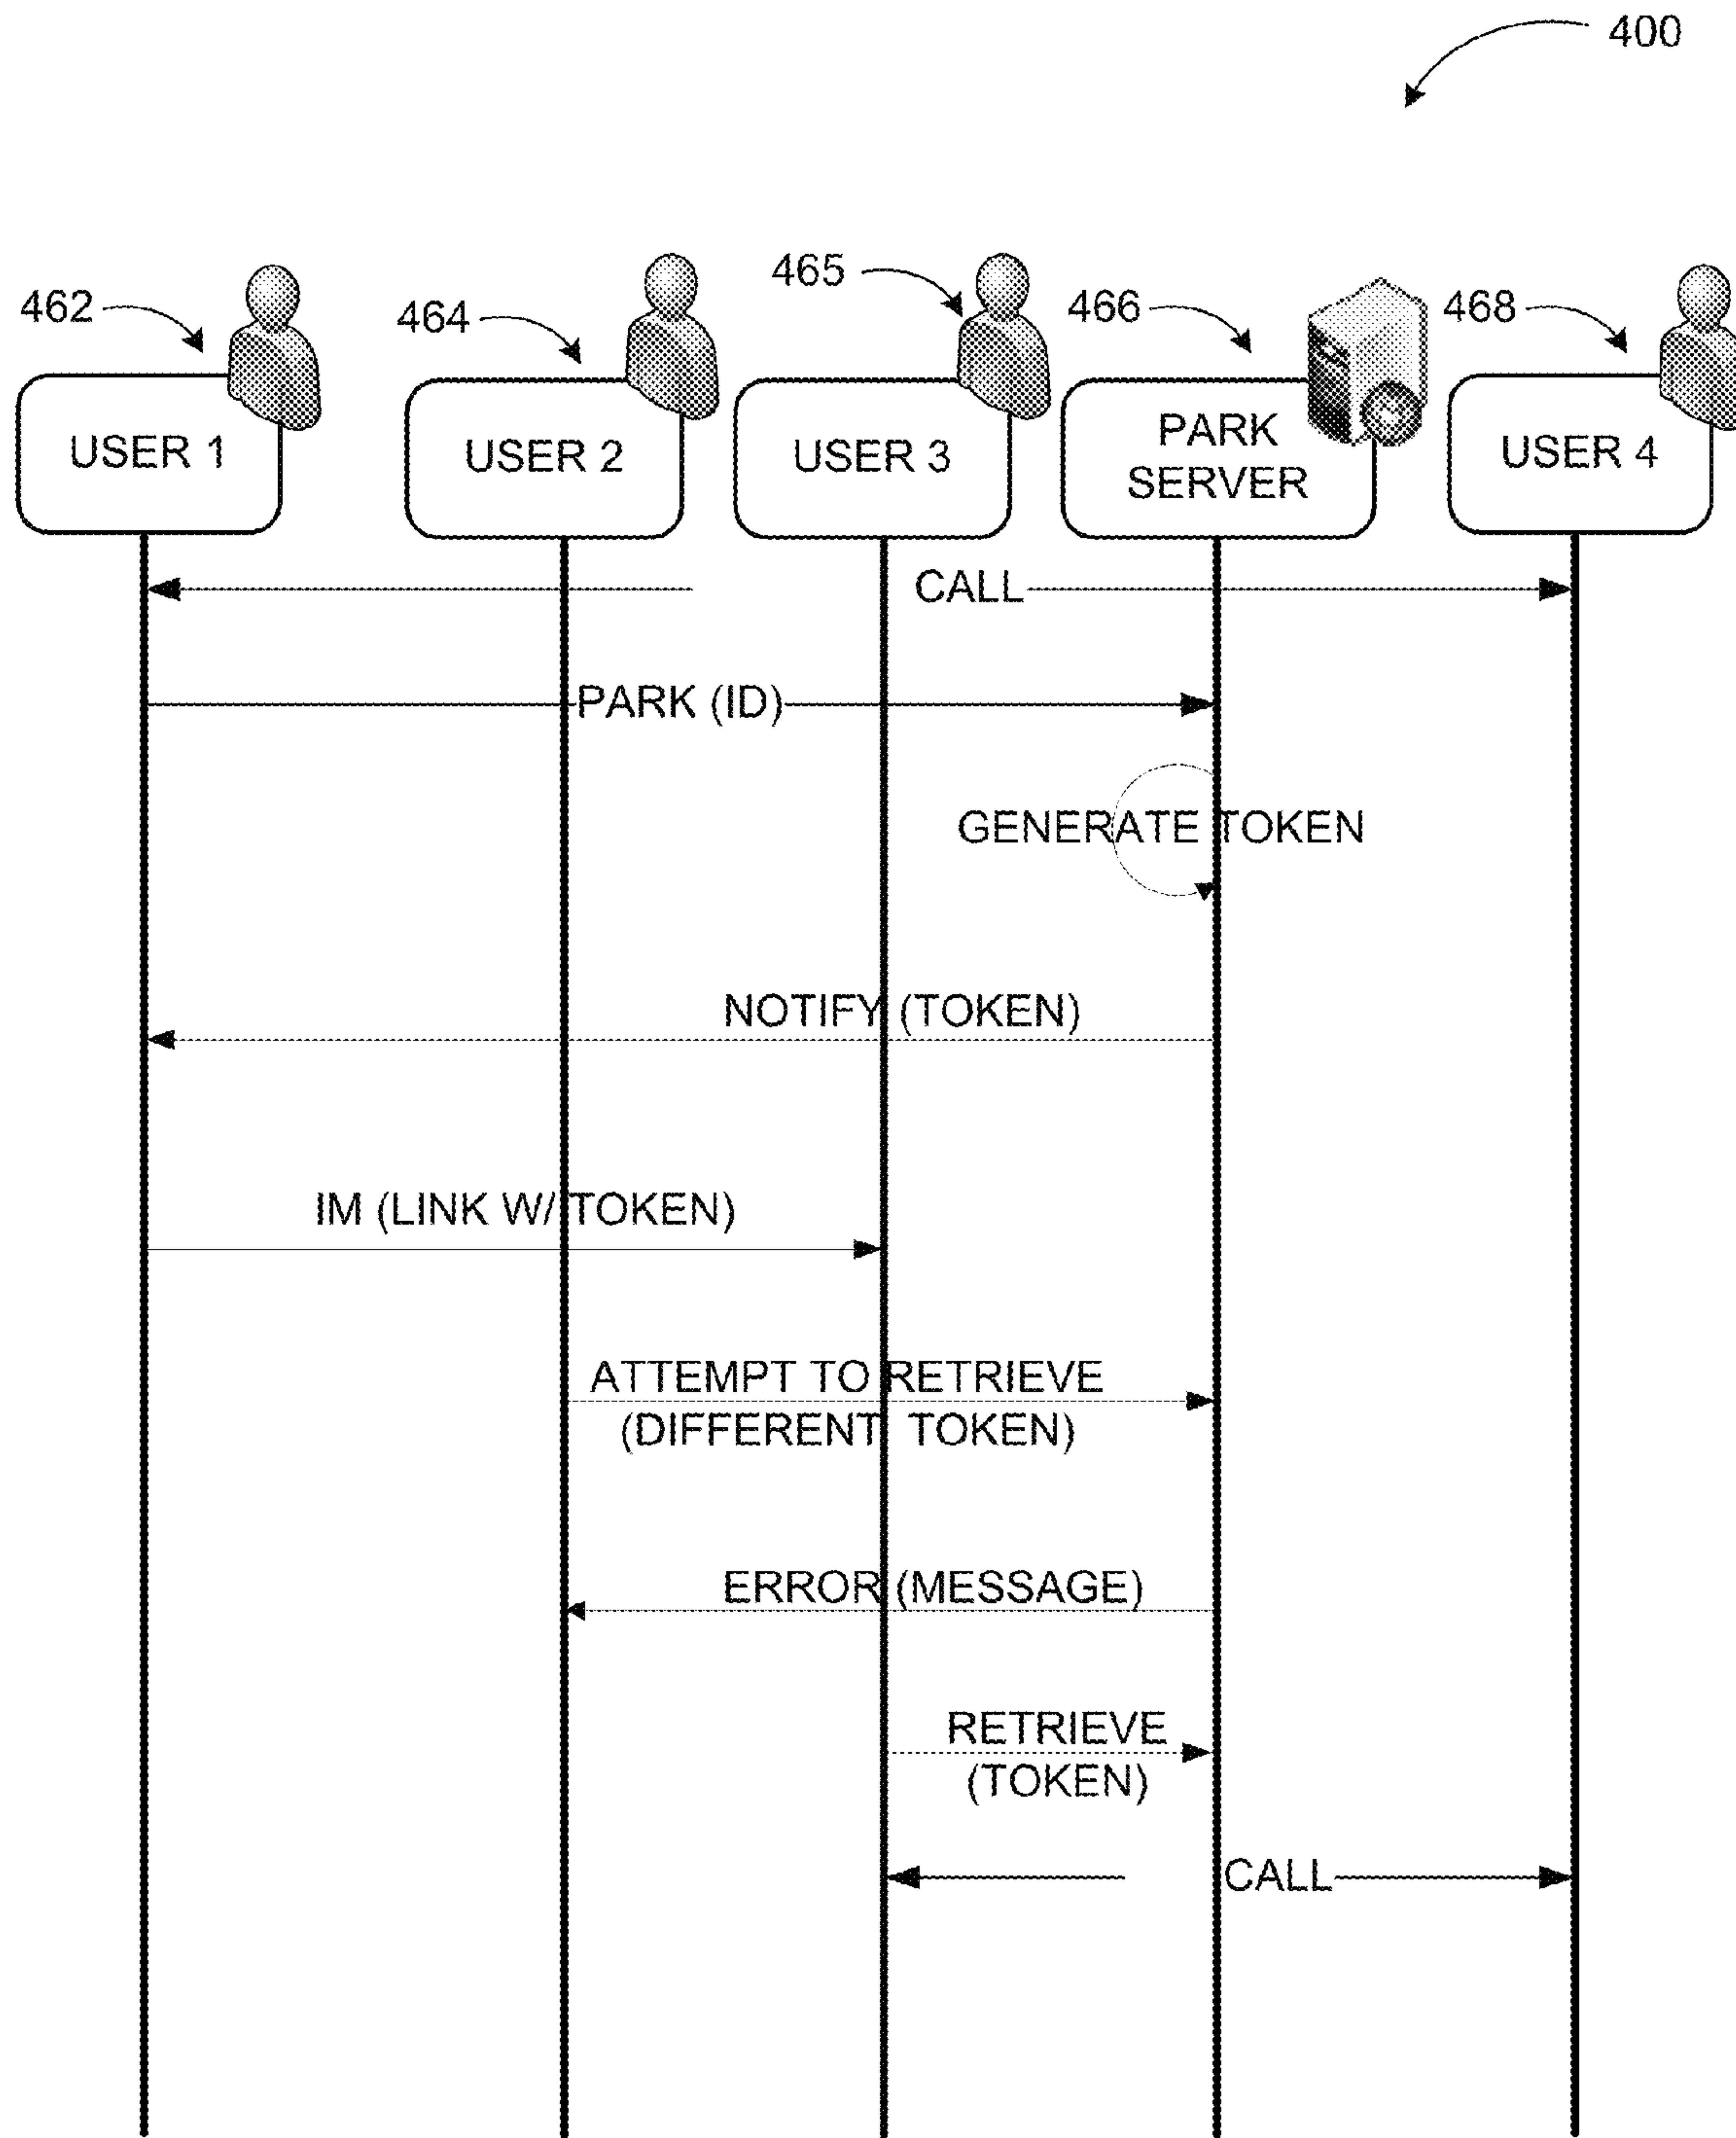 400
462
464
465
466
468
USER 1
USER 2
USER 3
PARK
SERVER
USER 4
CALL
PARK (ID)
GENERATE TOKEN
NOTIFY (TOKEN)
IM (LINK W/ TOKEN)
ATTEMPT TO RETRIEVE
(DIFFERENT TOKEN)
ERROR (MESSAGE)
RETRIEVE
(TOKEN)
CALL